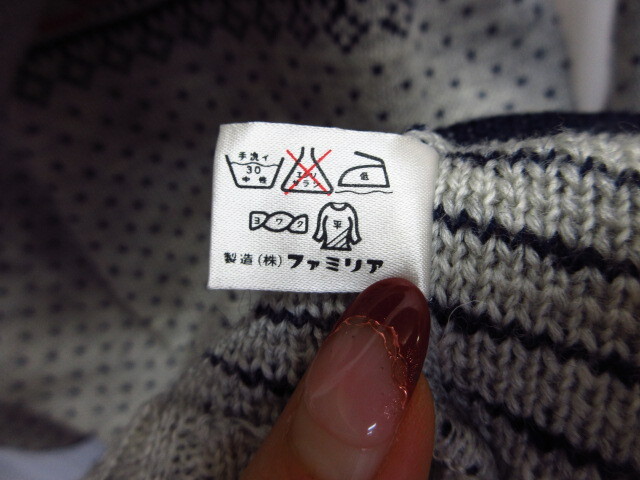 手洗イ
30
中性
エンソ
サラシ
低
ヨワク
平
製造(株)ファミリア